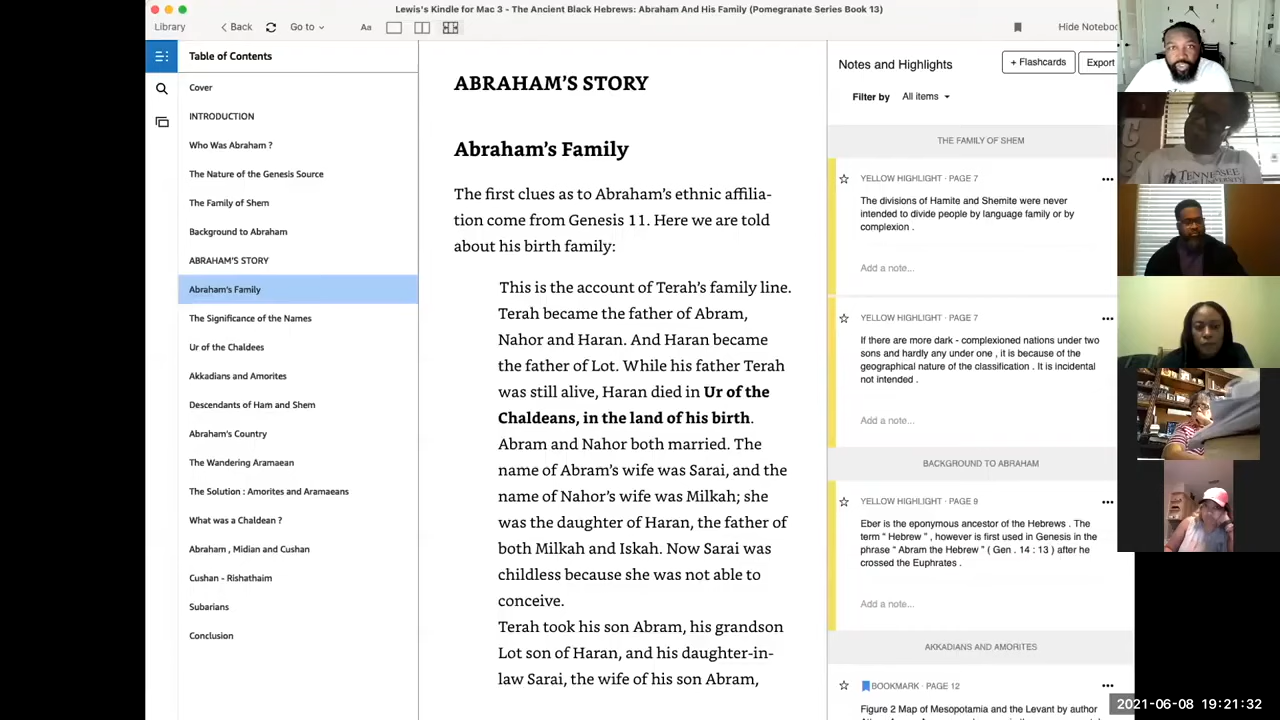 Lewis's Kindle for Mac 3 - The Ancient Black Hebrews: Abraham And His Family (Pomegranate Series Book 13)
Library
Back
Go to
Aa
Hide Notebo
Table of Contents
Cover
INTRODUCTION
Who Was Abraham ?
The Nature of the Genesis Source
The Family of Shem
Background to Abraham
ABRAHAM'S STORY
Abraham's Family
The Significance of the Names
Ur of the Chaldees
Akkadians and Amorites
Descendants of Ham and Shem
Abraham's Country
The Wandering Aramaean
The Solution : Amorites and Aramaeans
What was a Chaldean ?
Abraham , Midian and Cushan
Cushan - Rishathaim
Subarians
Conclusion
ABRAHAM'S STORY
Abraham's Family
The first clues as to Abraham's ethnic affilia-
tion come from Genesis 11. Here we are told
about his birth family:
This is the account of Terah's family line.
Terah became the father of Abram,
Nahor and Haran. And Haran became
the father of Lot. While his father Terah
was still alive, Haran died in Ur of the
Chaldeans, in the land of his birth.
Abram and Nahor both married. The
name of Abram's wife was Sarai, and the
name of Nahor's wife was Milkah; she
was the daughter of Haran, the father of
both Milkah and Iskah. Now Sarai was
childless because she was not able to
conceive.
Terah took his son Abram, his grandson
Lot son of Haran, and his daughter-in-
law Sarai, the wife of his son Abram,
Notes and Highlights
+ Flashcards
Export
Filter by All items
THE FAMILY OF SHEM
YELLOW HIGHLIGHT · PAGE 7
The divisions of Hamite and Shemite were never
intended to divide people by language family or by
complexion .
Add a note...
YELLOW HIGHLIGHT · PAGE 7
If there are more dark - complexioned nations under two
sons and hardly any under one , it is because of the
geographical nature of the classification . It is incidental
not intended .
Add a note...
BACKGROUND TO ABRAHAM
YELLOW HIGHLIGHT · PAGE 9
Eber is the eponymous ancestor of the Hebrews . The
term " Hebrew " , however is first used in Genesis in the
phrase " Abram the Hebrew " ( Gen . 14 : 13 ) after he
crossed the Euphrates .
Add a note...
AKKADIANS AND AMORITES
BOOKMARK · PAGE 12
Figure 2 Map of Mesopotamia and the Levant by author
TENNESSEE
2021-06-08 19:21:32